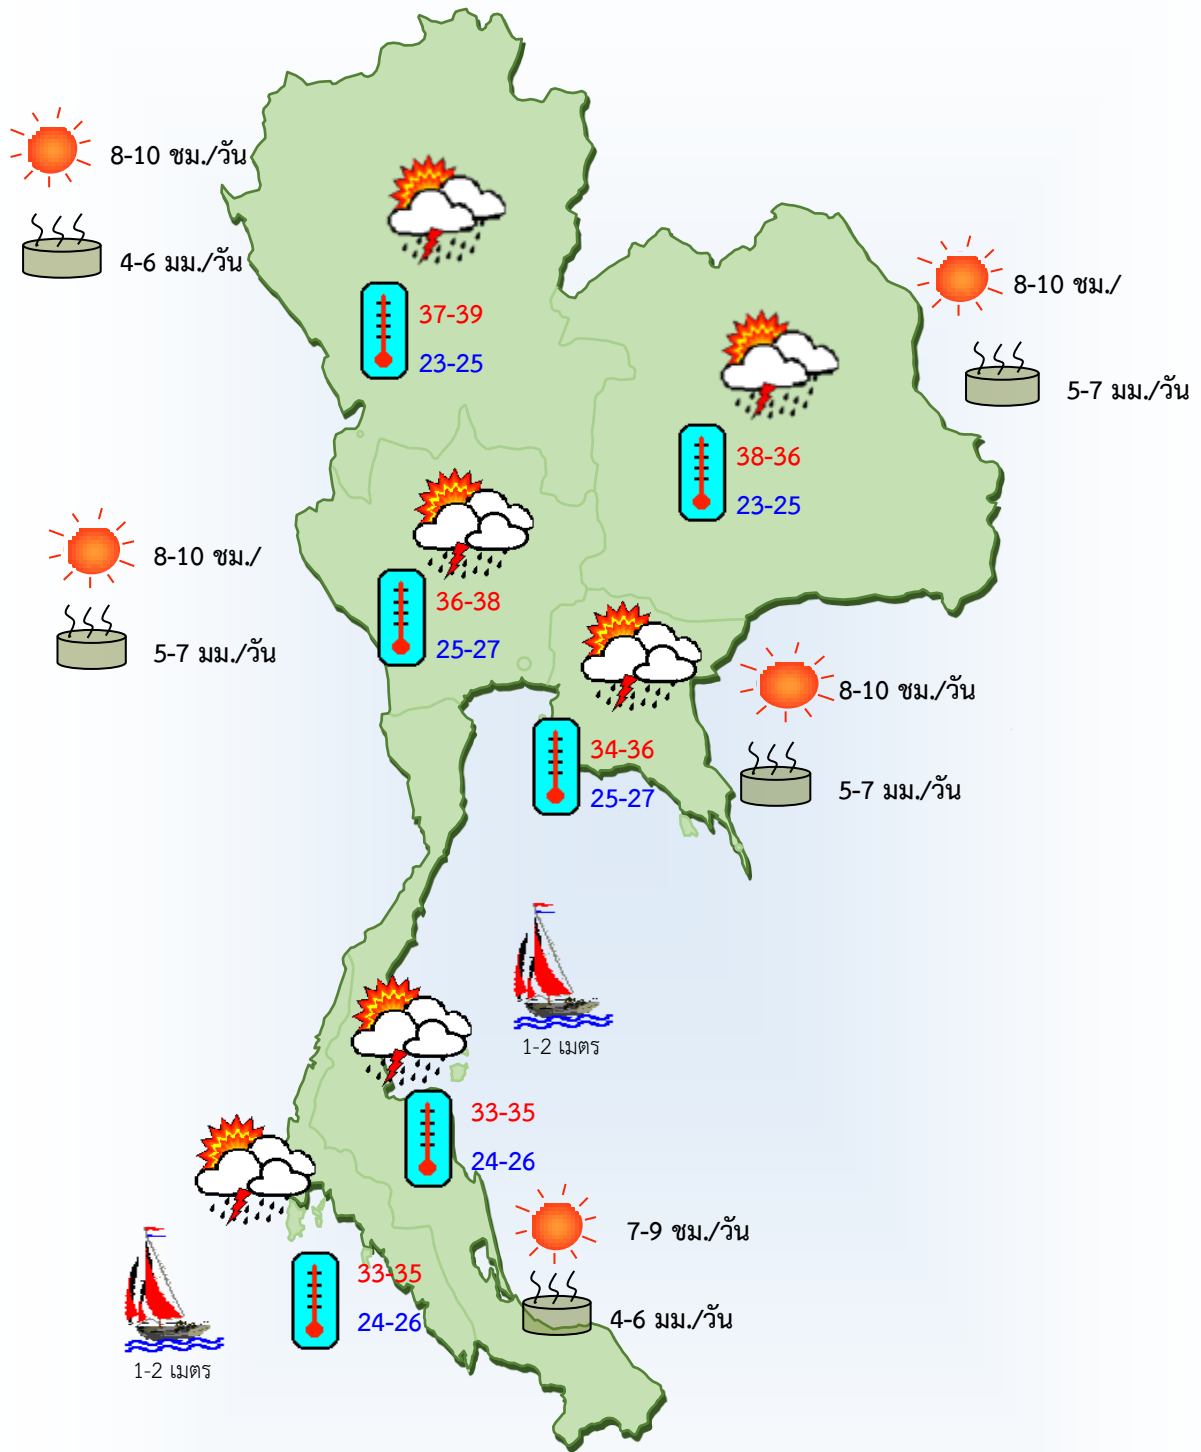 8-10 ชม./วัน
4-6 มม./วัน
37-39
23-25
8-10 ชม./
5-7 มม./วัน
38-36
23-25
8-10 ชม./
5-7 มม./วัน
36-38
25-27
8-10 ชม./วัน
5-7 มม./วัน
34-36
25-27
1-2 เมตร
33-35
24-26
7-9 ชม./วัน
4-6 มม./วัน
33-35
24-26
1-2 เมตร